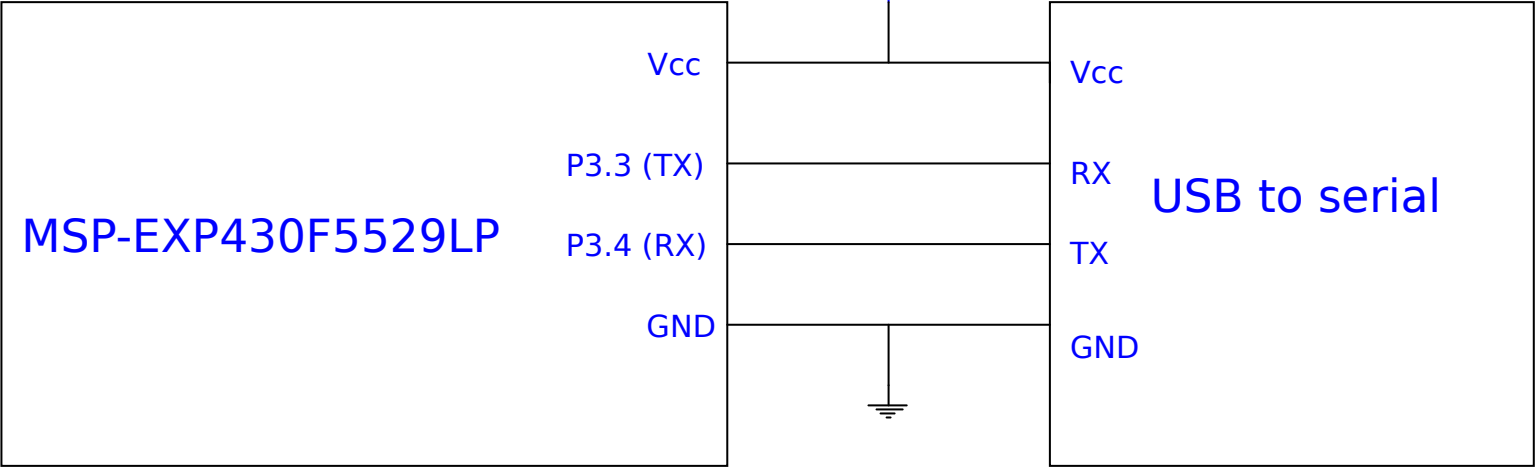 Vcc
P3.3 (TX)
MSP-EXP430F5529LP
P3.4 (RX)
GND
Vcc
RX
USB to serial
TX
GND